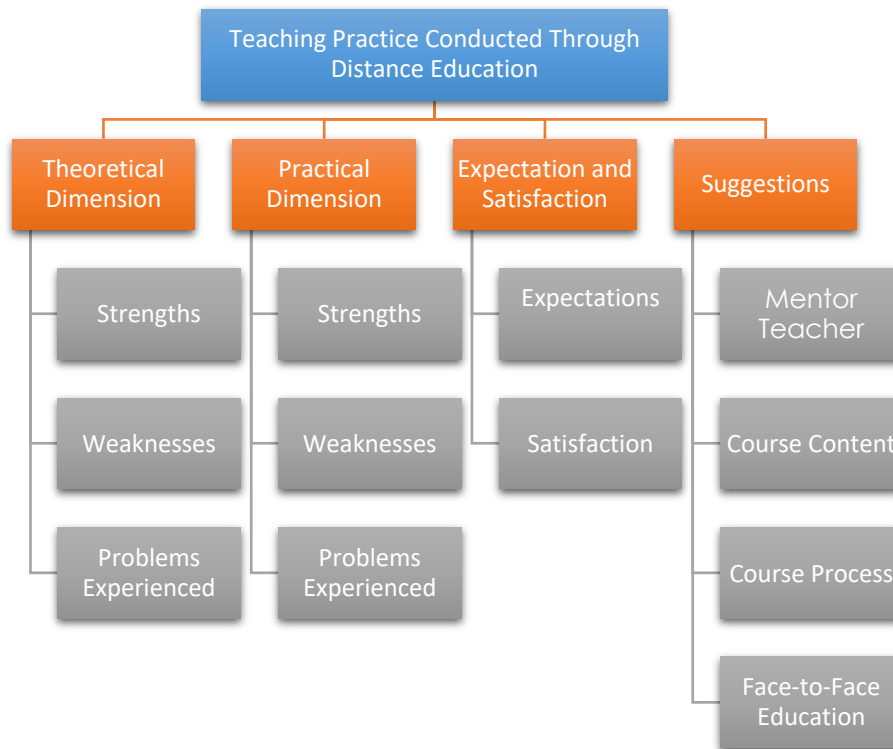 Teaching Practice Conducted Through
Distance Education
Theoretical
Dimension
Practical
Dimension
Expectation and
Satisfaction
Suggestions
Strengths
Strengths
Expectations
Mentor
Teacher
Weaknesses
Weaknesses
Satisfaction
Course Content
Problems
Experienced
Problems
Experienced
Course Process
Face-to-Face
Education